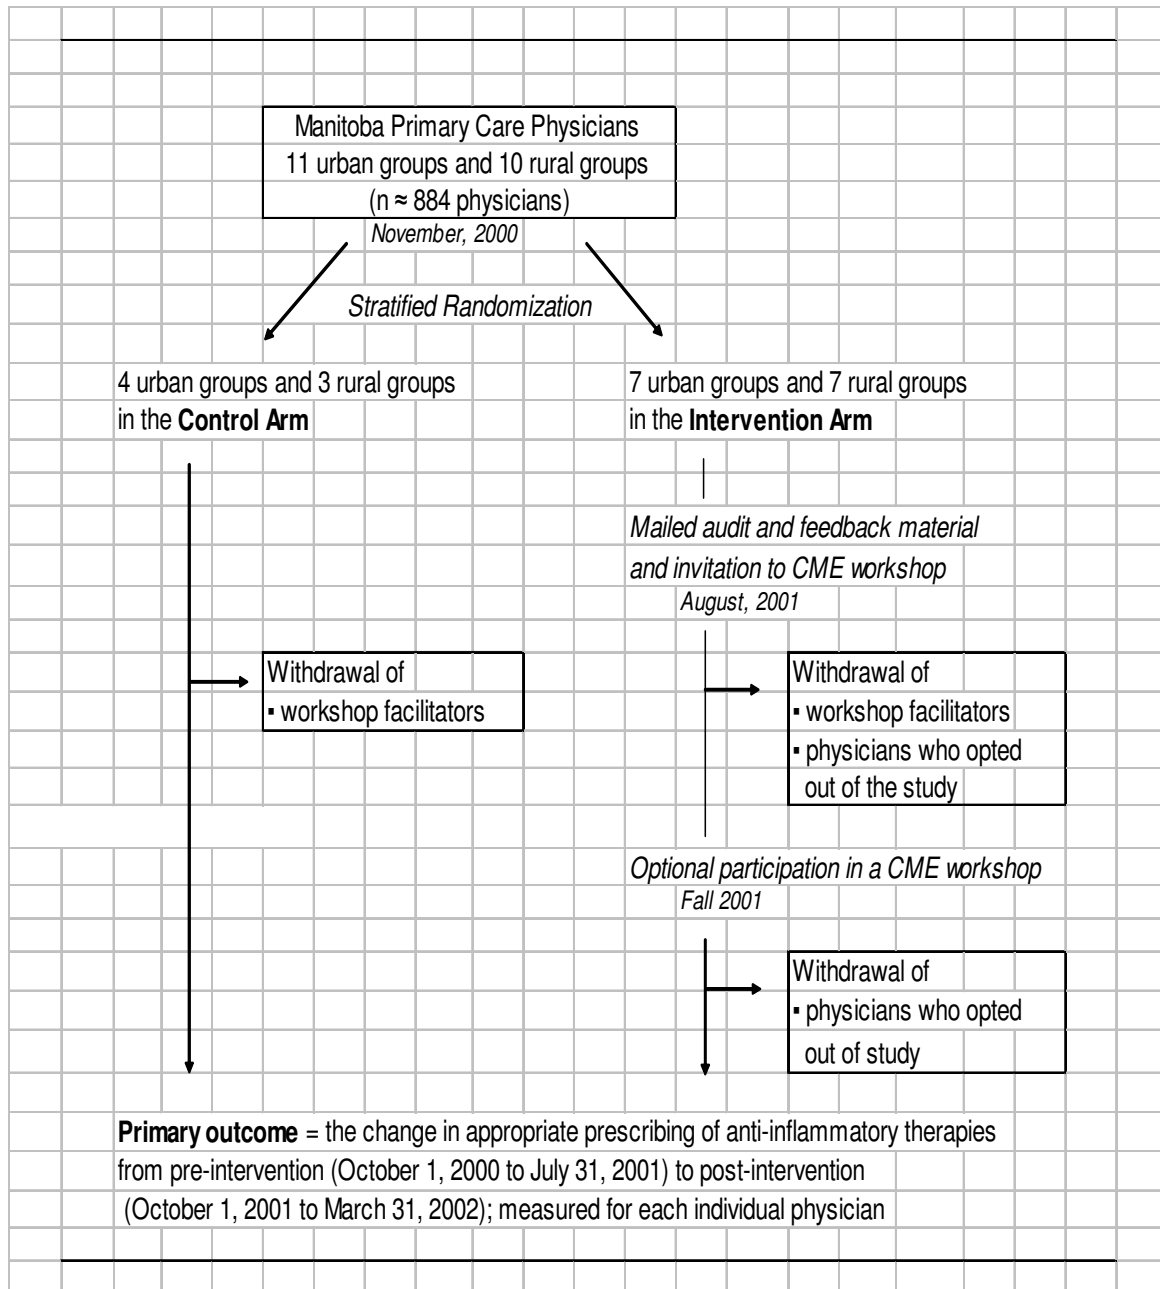 Manitoba Primary Care Physicians
11 urban groups and 10 rural groups
(n ≈ 884 physicians)
November, 2000
Stratified Randomization
4 urban groups and 3 rural groups
in the Control Arm
7 urban groups and 7 rural groups
in the Intervention Arm
Mailed audit and feedback material
and invitation to CME workshop
August, 2001
Withdrawal of
▪ workshop facilitators
Withdrawal of
▪ workshop facilitators
▪ physicians who opted
out of the study
Optional participation in a CME workshop
Fall 2001
Withdrawal of
▪ physicians who opted
out of study
Primary outcome = the change in appropriate prescribing of anti-inflammatory therapies
from pre-intervention (October 1, 2000 to July 31, 2001) to post-intervention
(October 1, 2001 to March 31, 2002); measured for each individual physician